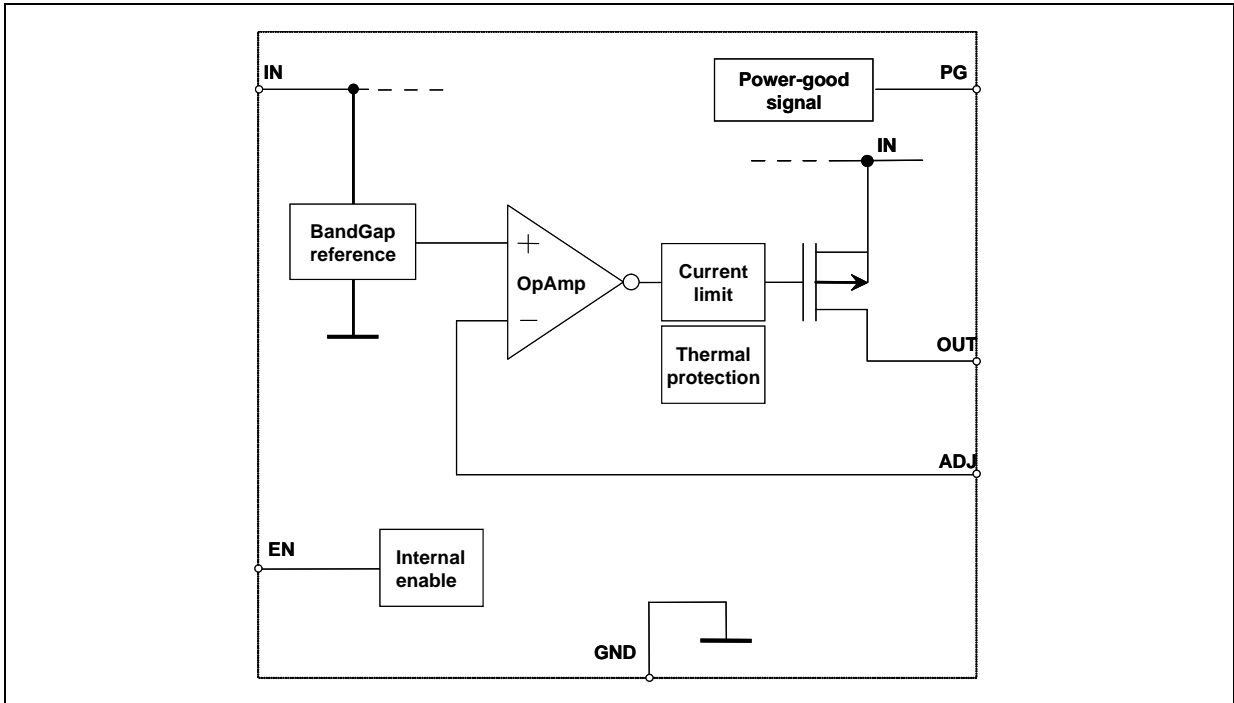 IN
Power-good
signal
PG
IN
BandGap
reference
+
OpAmp
−
Current
limit
Thermal
protection
OUT
ADJ
EN
Internal
enable
GND